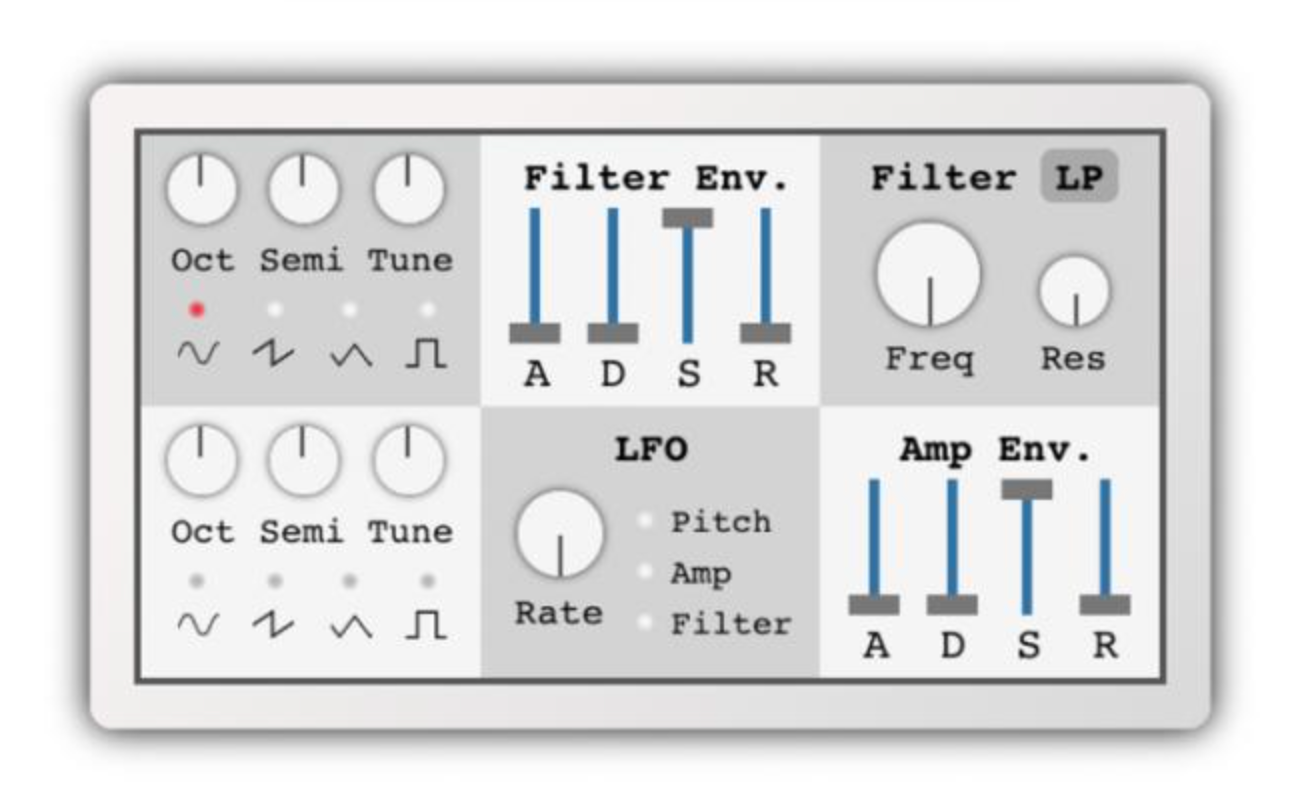 Oct Semi Tune
Filter Env.
A D S R
Filter LP
Freq Res
Oct Semi Tune
LFO
Rate
Pitch
Amp
Filter
Amp Env.
A D S R